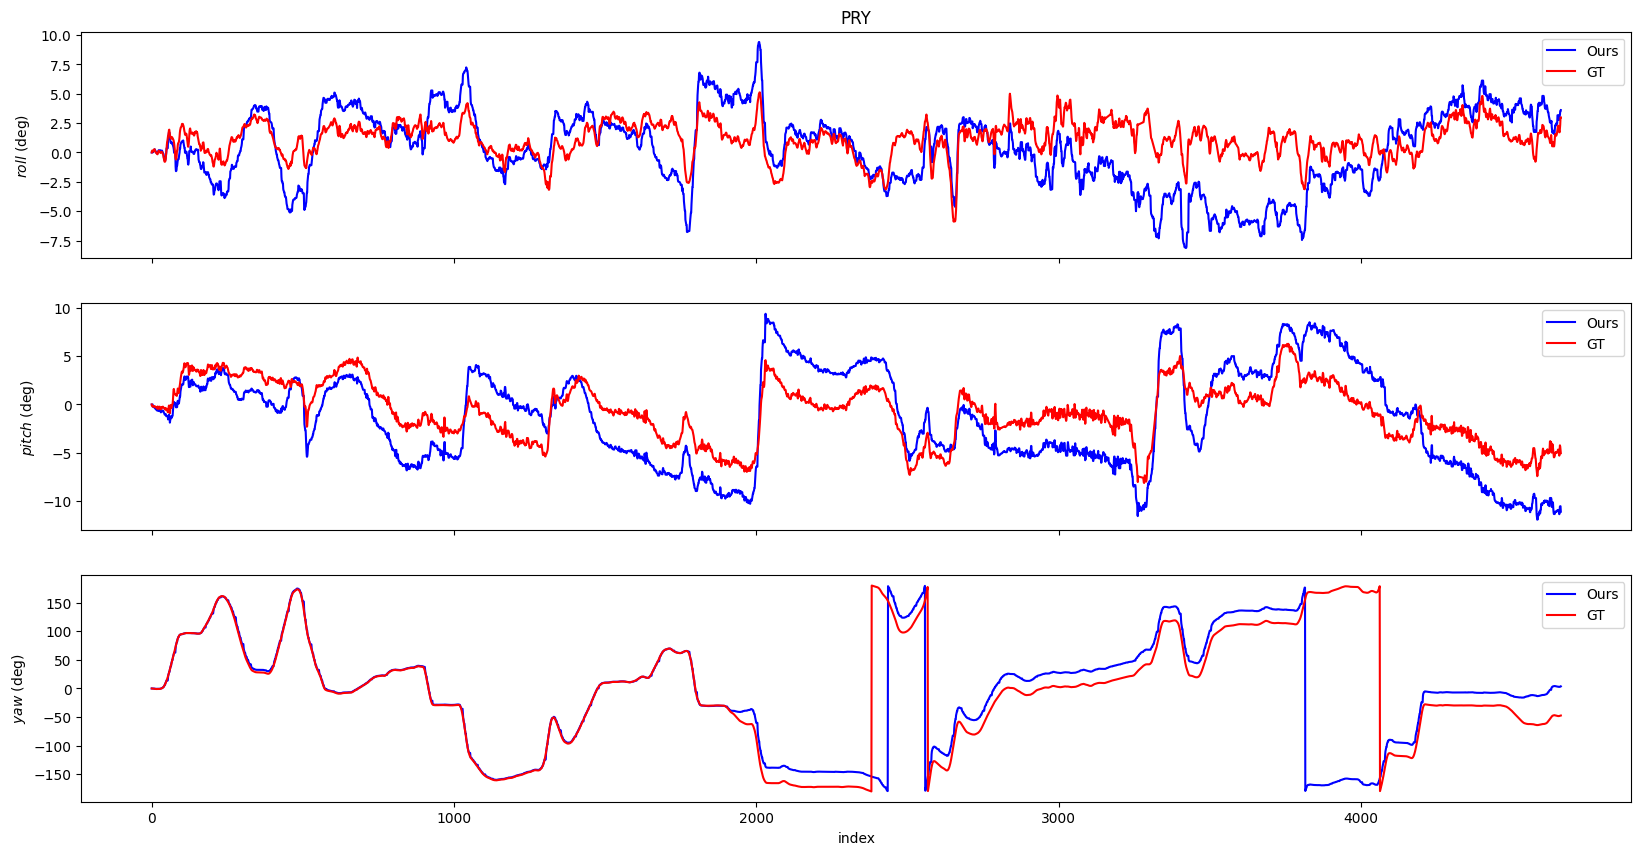 PRY
10.0
7.5
5.0
2.5
0.0
−2.5
−5.0
−7.5
roll (deg)
Ours
GT
10
5
0
−5
−10
pitch (deg)
Ours
GT
150
100
50
0
−50
−100
−150
yaw (deg)
Ours
GT
0 1000 2000 3000 4000
index